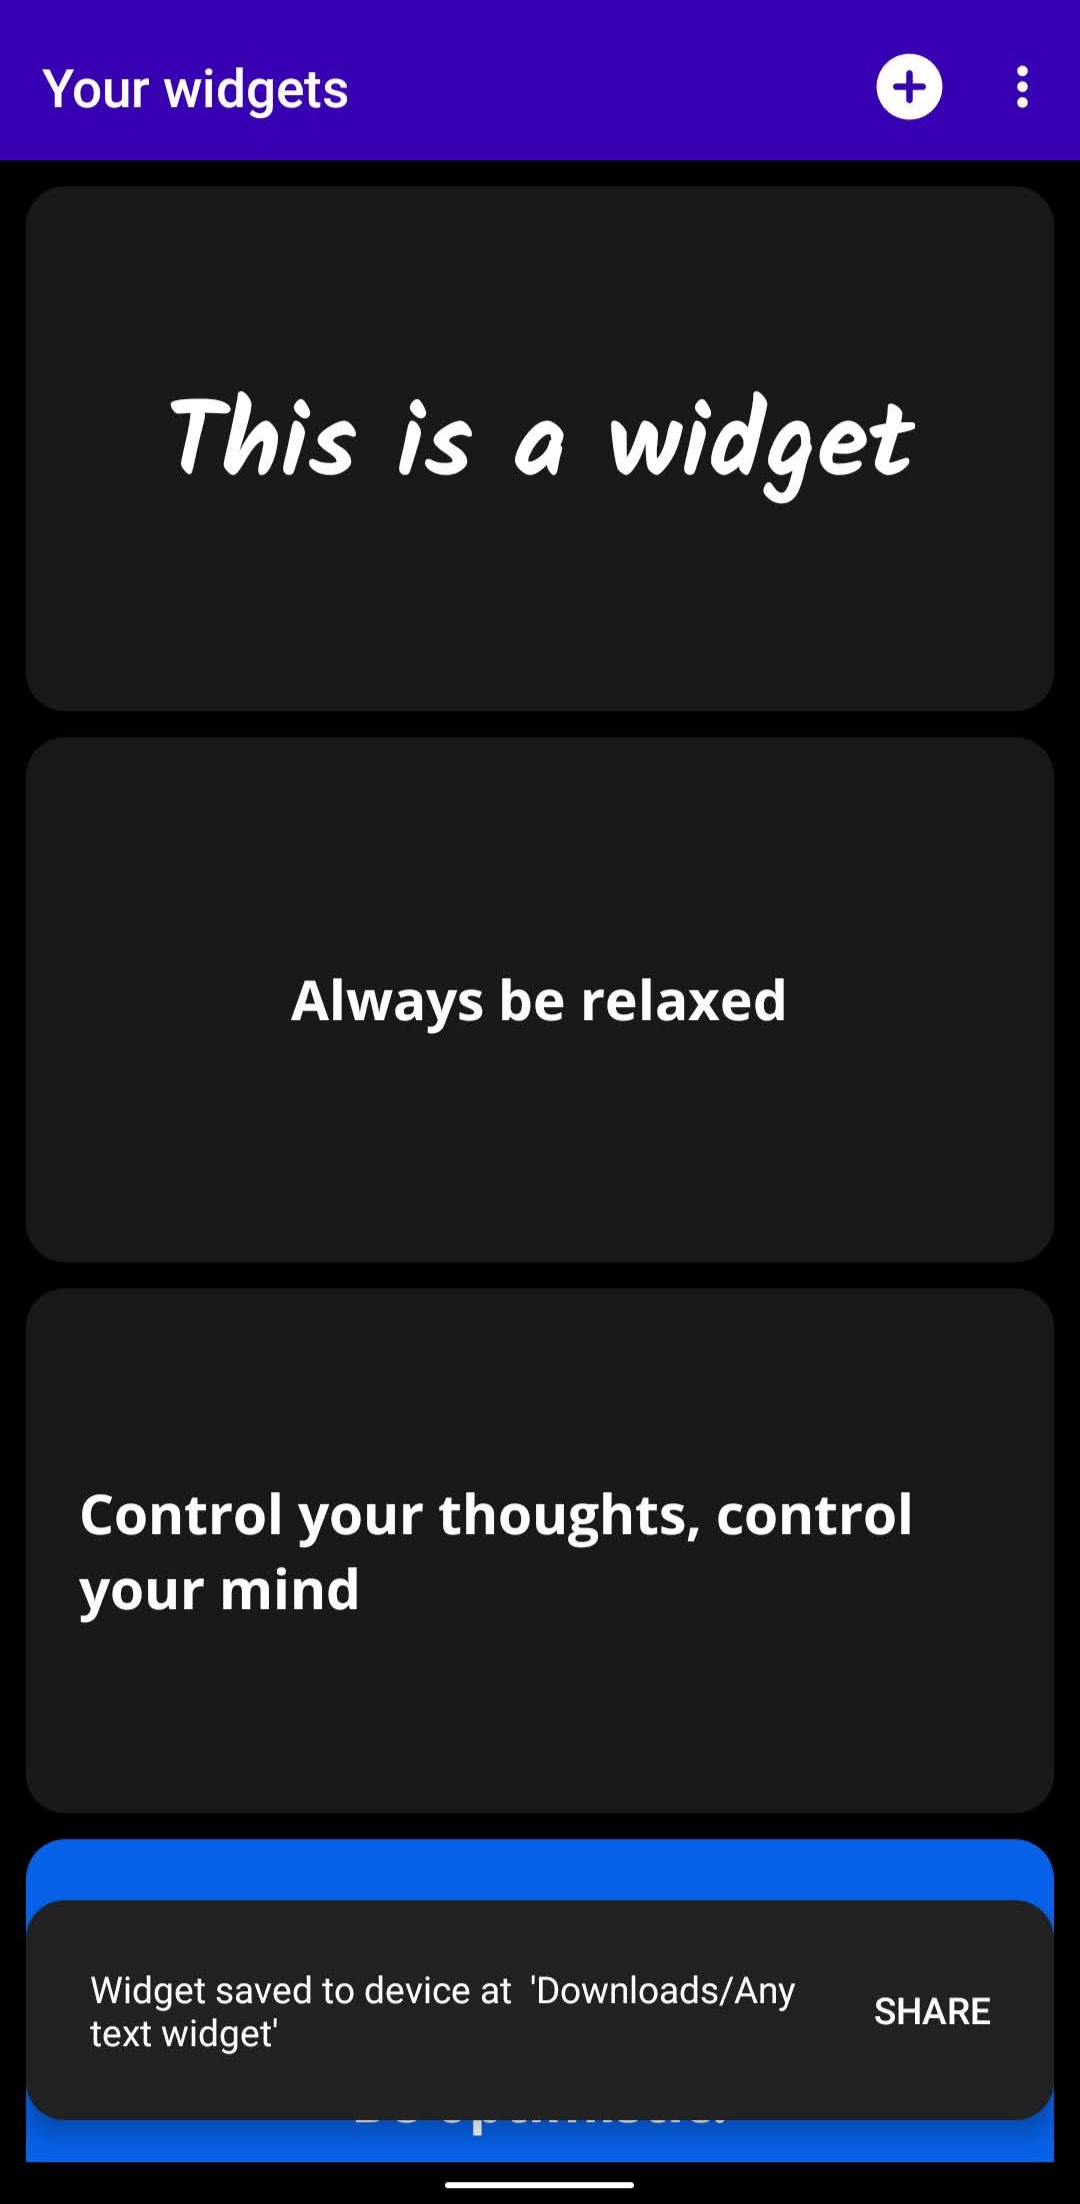 Your widgets
This is a widget
Always be relaxed
Control your thoughts, control
your mind
Widget saved to device at 'Downloads/Any
text widget'
SHARE